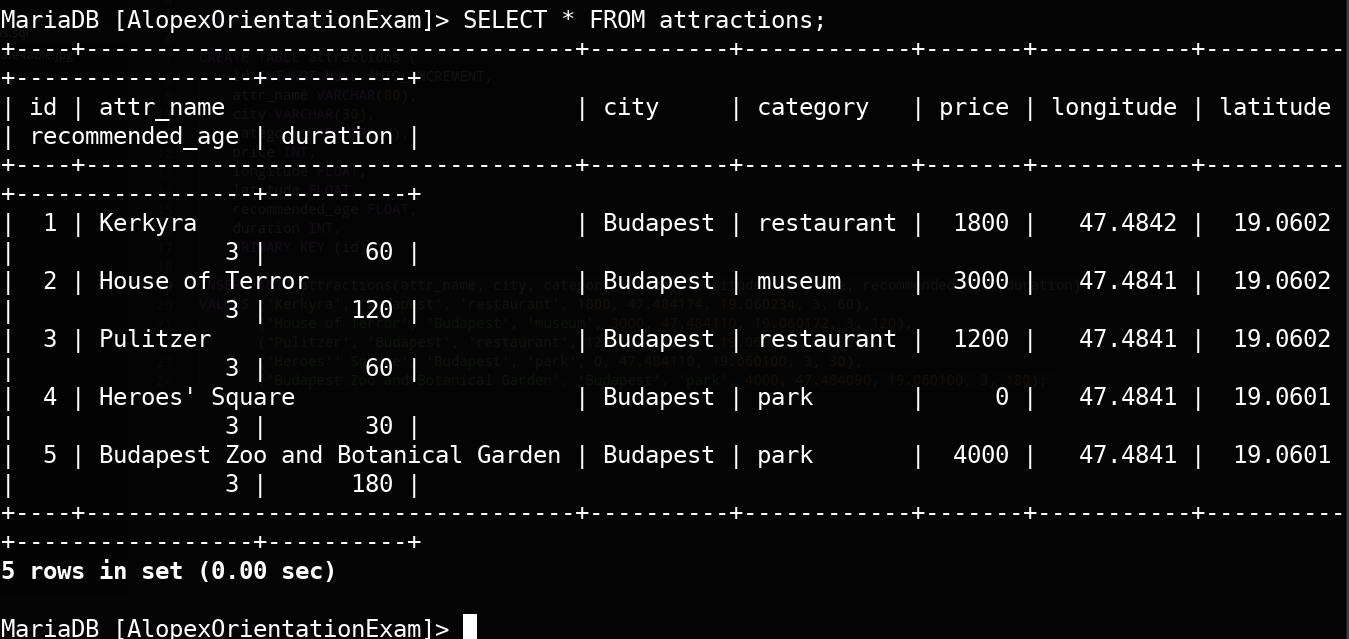 MariaDB [AlopexOrientationExam]> SELECT * FROM attractions;
+----+-----------------------------------+----------+------------+-------+-----------+----------
+-----------------+----------+
| id | attr_name                         | city     | category   | price | longitude | latitude
| recommended_age | duration |
+----+-----------------------------------+----------+------------+-------+-----------+----------
+-----------------+----------+
|  1 | Kerkyra                           | Budapest | restaurant |  1800 |   47.4842 |  19.0602
|               3 |       60 |
|  2 | House of Terror                   | Budapest | museum     |  3000 |   47.4841 |  19.0602
|               3 |      120 |
|  3 | Pulitzer                          | Budapest | restaurant |  1200 |   47.4841 |  19.0602
|               3 |       60 |
|  4 | Heroes' Square                    | Budapest | park       |     0 |   47.4841 |  19.0601
|               3 |       30 |
|  5 | Budapest Zoo and Botanical Garden | Budapest | park       |  4000 |   47.4841 |  19.0601
|               3 |      180 |
+----+-----------------------------------+----------+------------+-------+-----------+----------
+-----------------+----------+
5 rows in set (0.00 sec)
MariaDB [AlopexOrientationExam]>